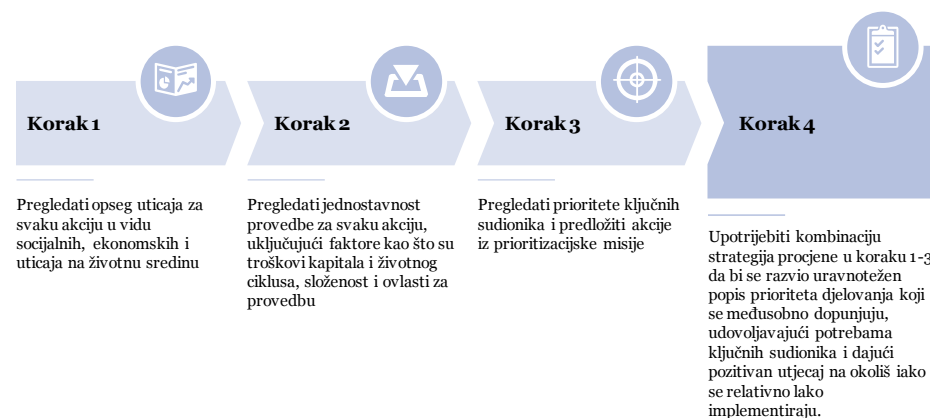 Korak 1
Pregledati opseg uticaja za
svaku akciju u vidu
socijalnih, ekonomskih i
uticaja na životnu sredinu
Korak 2
Pregledati jednostavnost
provedbe za svaku akciju,
uključujući faktore kao što su
troškovi kapitala i životnog
ciklusa, složenost i ovlasti za
provedbu
Korak 3
Pregledati prioritete ključnih
sudionika i predložiti akcije
iz prioritizacijske misije
Korak 4
Upotrijebiti kombinaciju
strategija procjene u koraku 1-3
da bi se razvio uravnotežen
popis prioriteta djelovanja koji
se međusobno dopunjuju,
udovoljavajući potrebama
ključnih sudionika i dajući
pozitivan utjecaj na okoliš iako
se relativno lako
implementiraju.